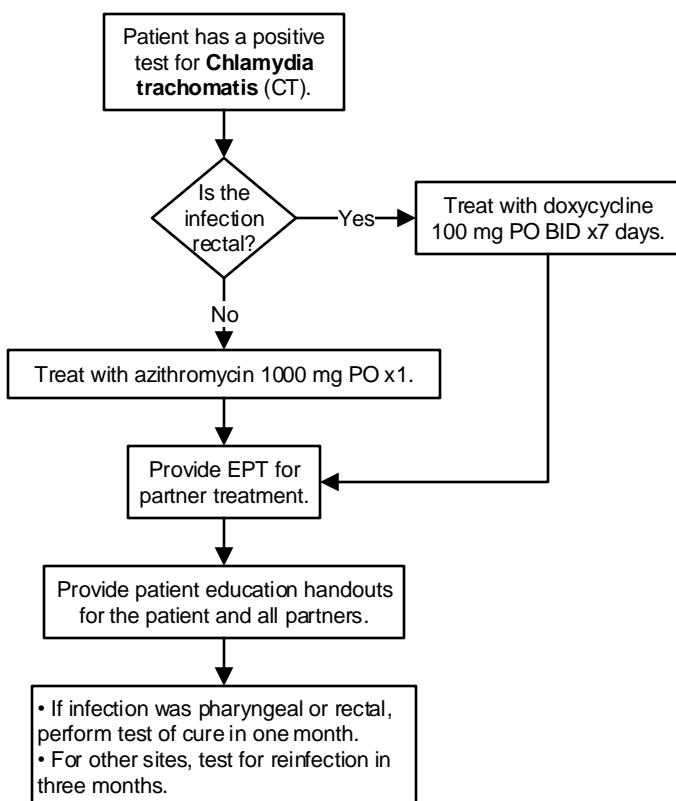 Patient has a positive
test for Chlamydia
trachomatis (CT).
Is the
infection
rectal?
Yes
Treat with doxycycline
100 mg PO BID x7 days.
No
Treat with azithromycin 1000 mg PO x1.
Provide EPT for
partner treatment.
Provide patient education handouts
for the patient and all partners.
• If infection was pharyngeal or rectal,
perform test of cure in one month.
• For other sites, test for reinfection in
three months.